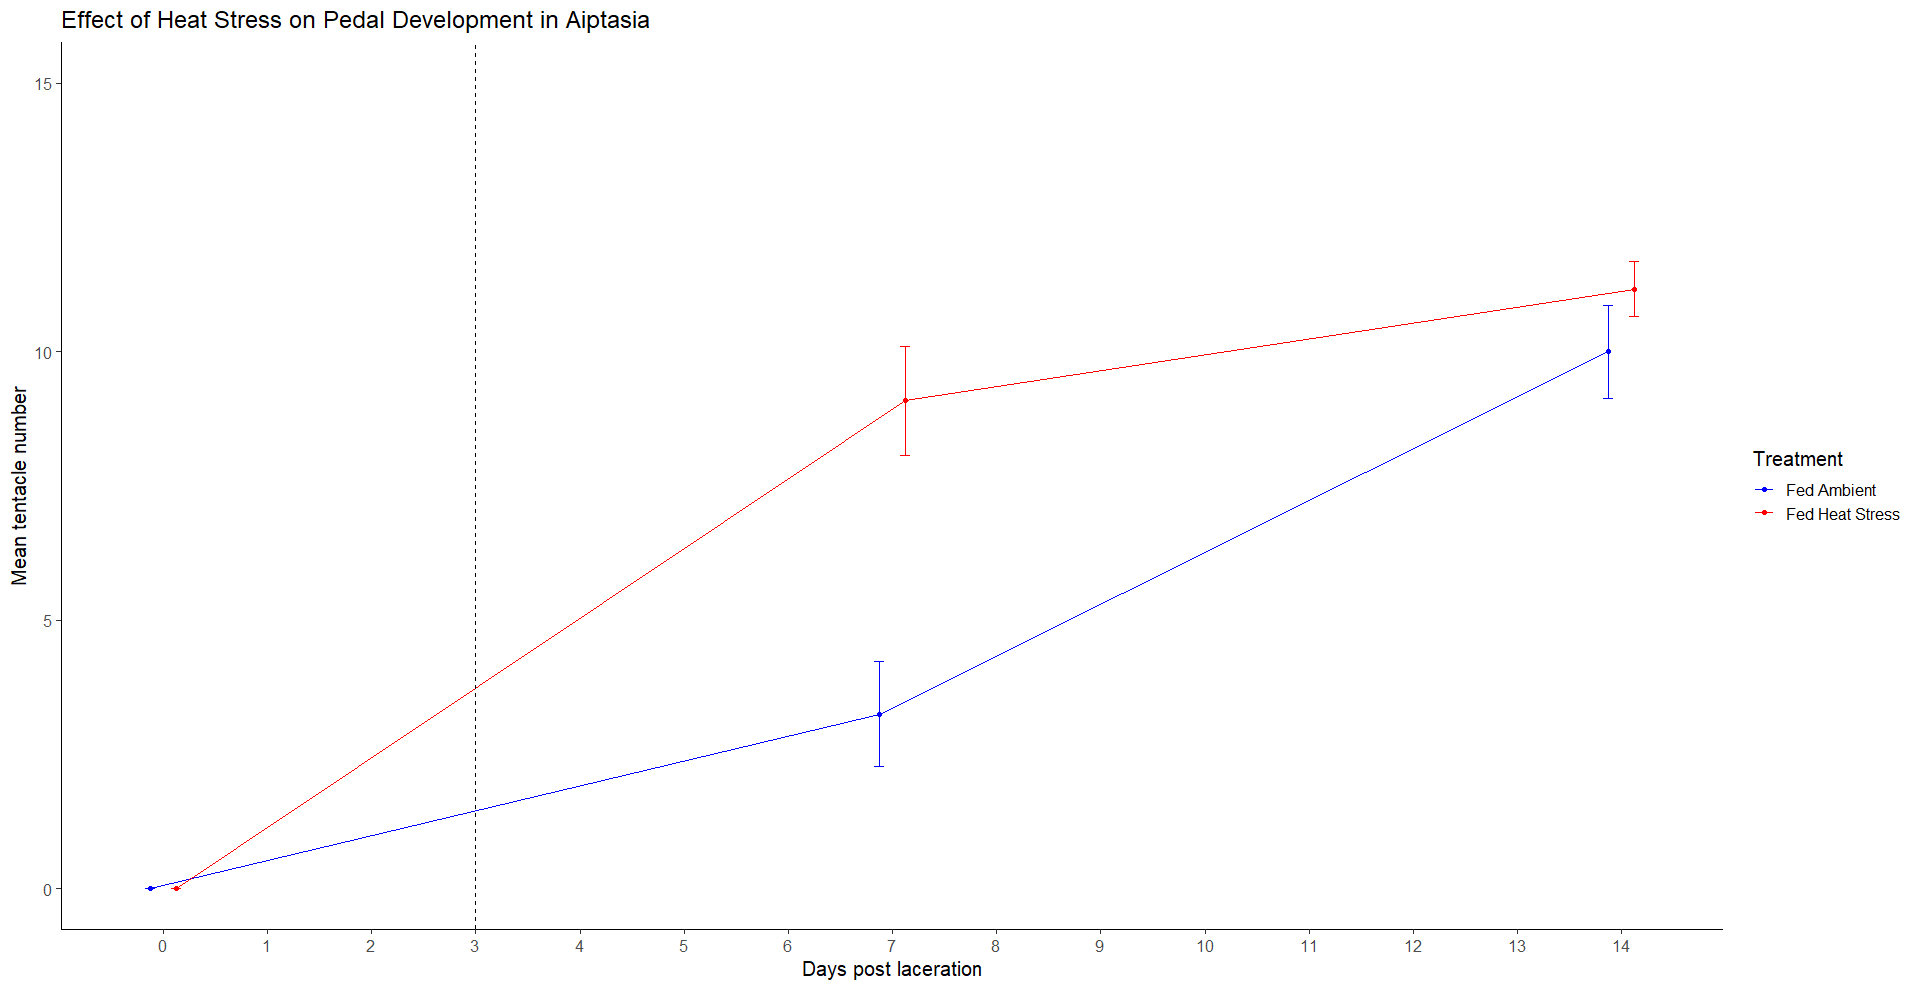 Effect of Heat Stress on Pedal Development in Aiptasia
15
10
5
0
Mean tentacle number
0 1 2 3 4 5 6 7 8 9 10 11 12 13 14
Days post laceration
Treatment
Fed Ambient
Fed Heat Stress